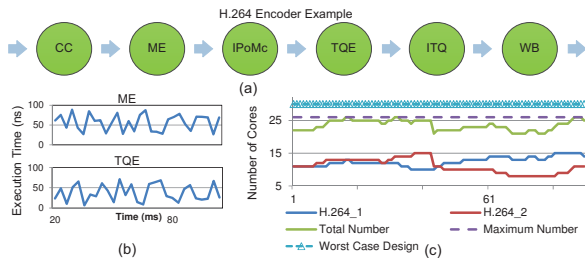 H.264 Encoder Example
CC
ME
IPoMc
TQE
ITQ
WB
(a)
ME
Execution Time (ns)
100
50
0
TQE
100
50
0
20
Time (ms)
80
(b)
Number of Cores
25
15
5
1
61
H.264_1
H.264_2
Total Number
Maximum Number
Worst Case Design
(c)